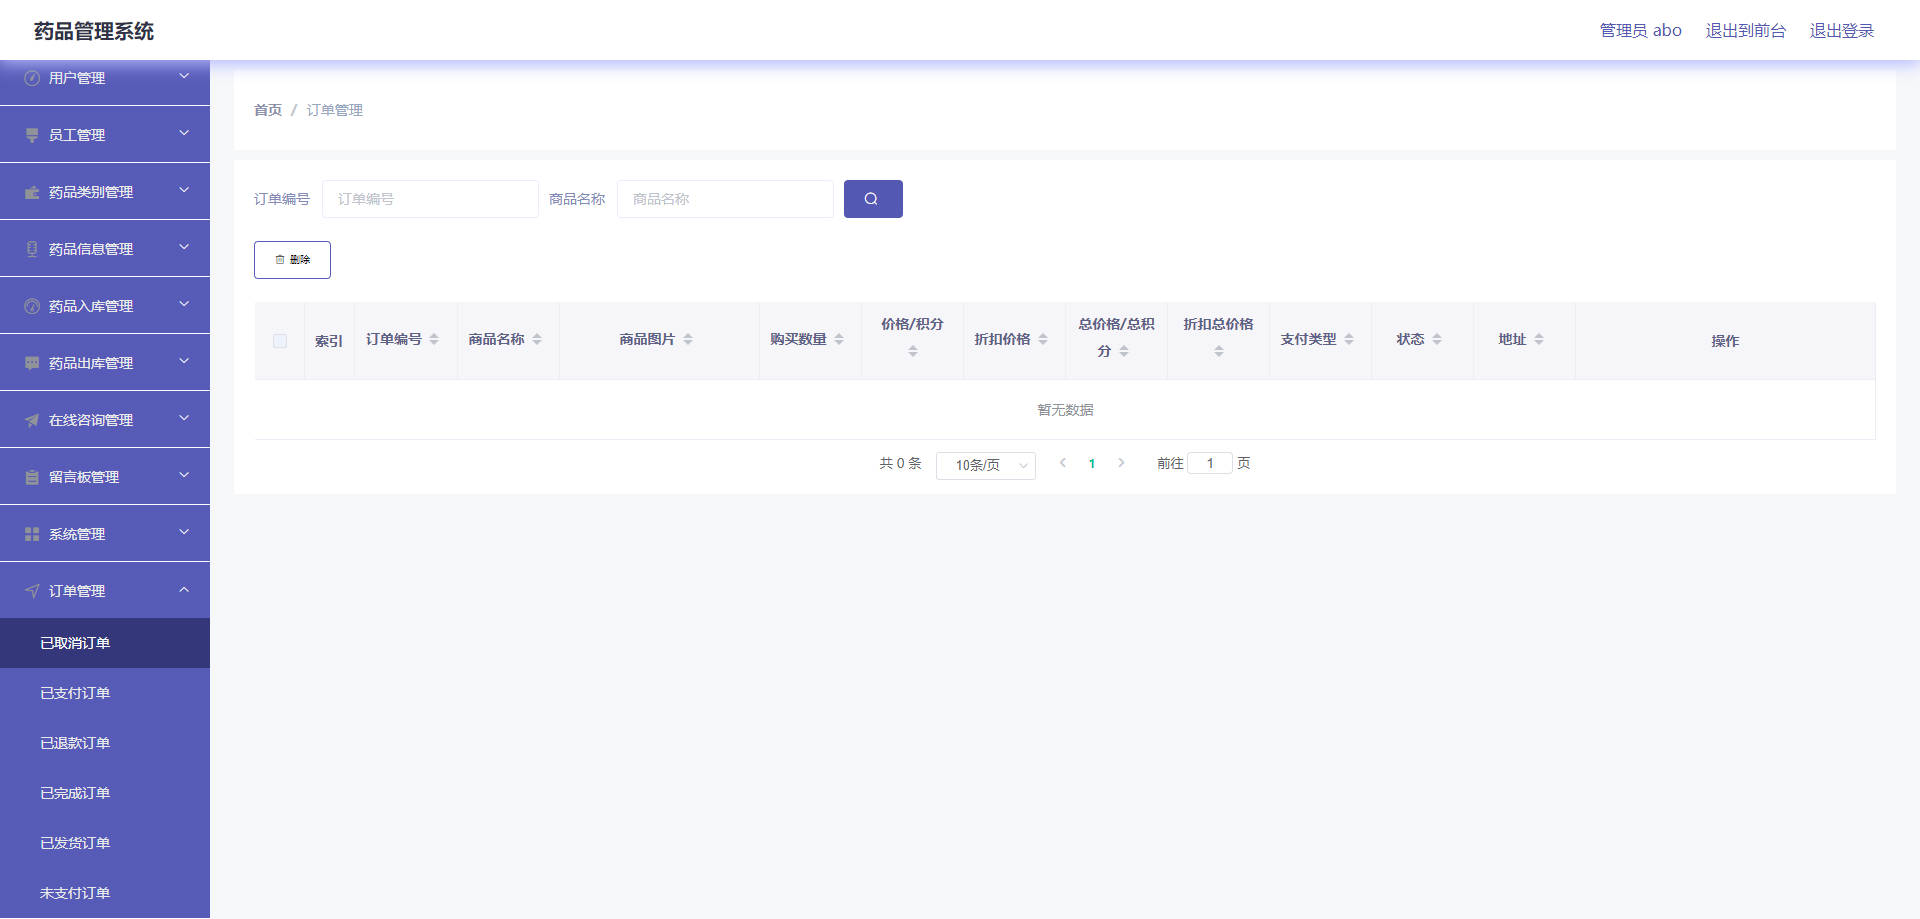 药品管理系统
管理员 abo 退出到前台 退出登录
用户管理
员工管理
药品类别管理
药品信息管理
药品入库管理
药品出库管理
在线咨询管理
留言板管理
系统管理
订单管理
已取消订单
已支付订单
已退款订单
已完成订单
已发货订单
未支付订单
首页 / 订单管理
订单编号 订单编号 商品名称 商品名称
删除
索引 订单编号 商品名称 商品图片 购买数量 价格/积分 折扣价格 总价格/总积分 折扣总价格 支付类型 状态 地址 操作
暂无数据
共 0 条 10条/页 1 前往 1 页